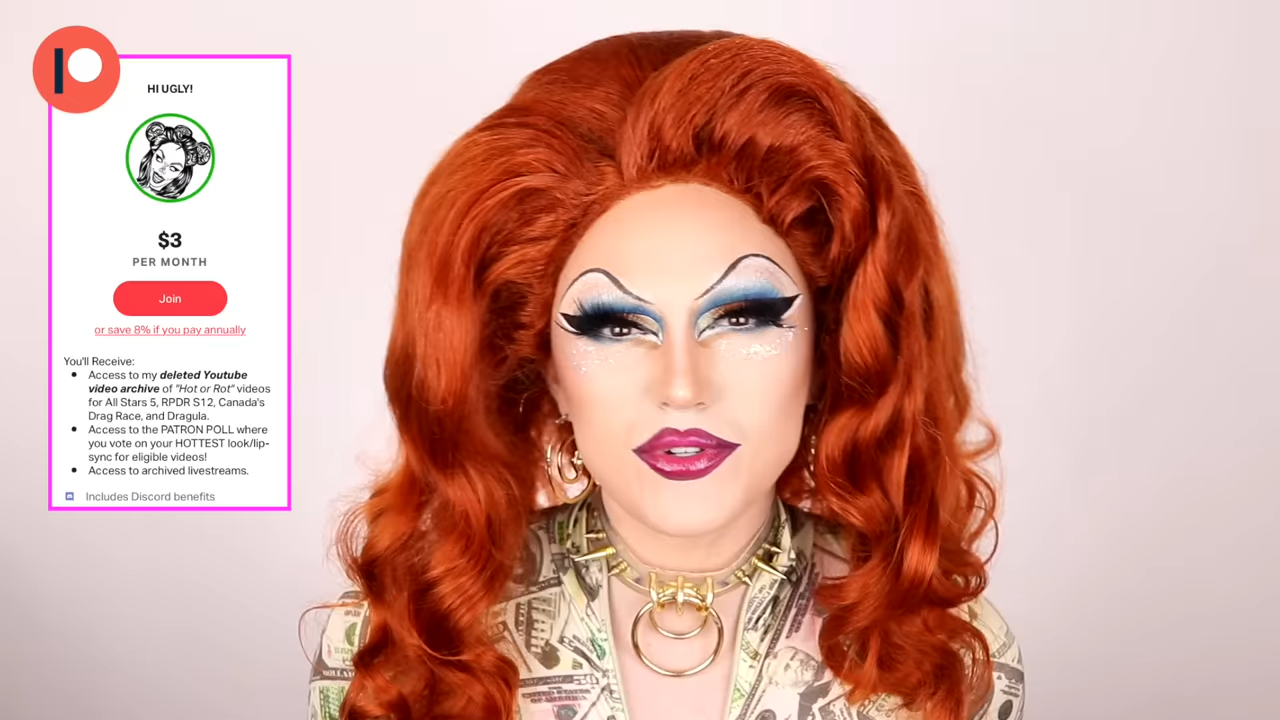 HI UGLY!
$3
PER MONTH
Join
or save 8% if you pay annually
You'll Receive:
Access to my deleted Youtube
video archive of "Hot or Rot" videos
for All Stars 5, RPDR S12, Canada's
Drag Race, and Dragula.
Access to the PATRON POLL where
you vote on your HOTTEST look/lip-
sync for eligible videos!
Access to archived livestreams.
Includes Discord benefits